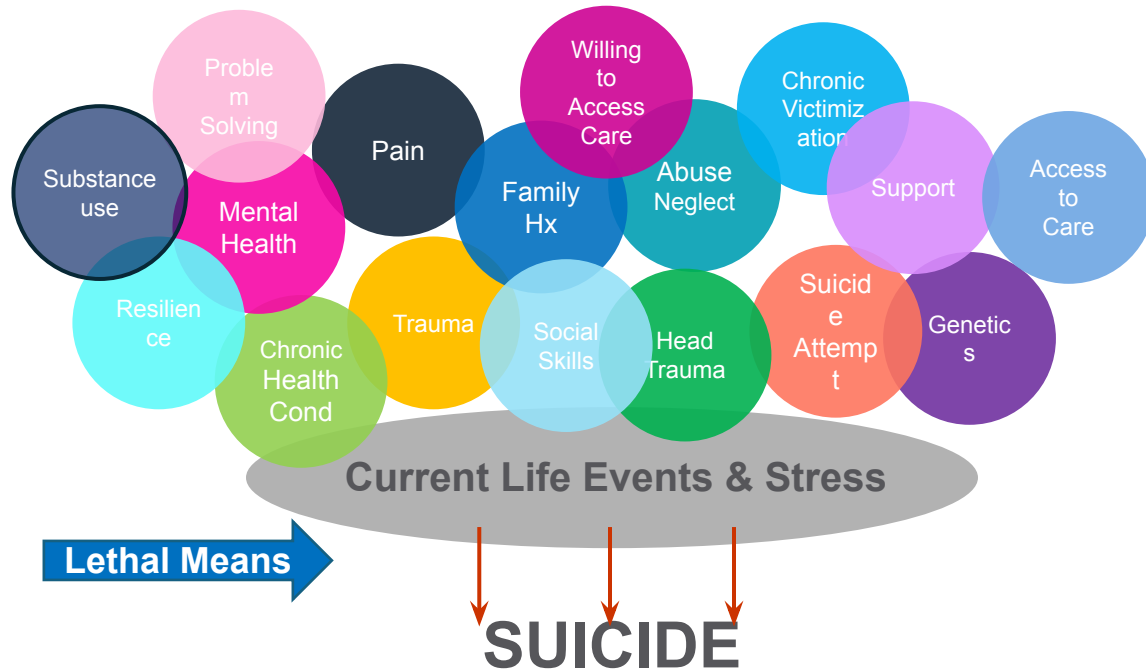 Proble
m
Solving
Willing
to
Access
Care
Chronic
Victimiz
ation
Pain
Substance
use
Mental
Health
Family
Hx
Abuse
Neglect
Support
Access
to
Care
Resilien
ce
Trauma
Chronic
Health
Cond
Social
Skills
Head
Trauma
Suicid
e
Attemp
t
Genetic
s
Current Life Events & Stress
Lethal Means
SUICIDE